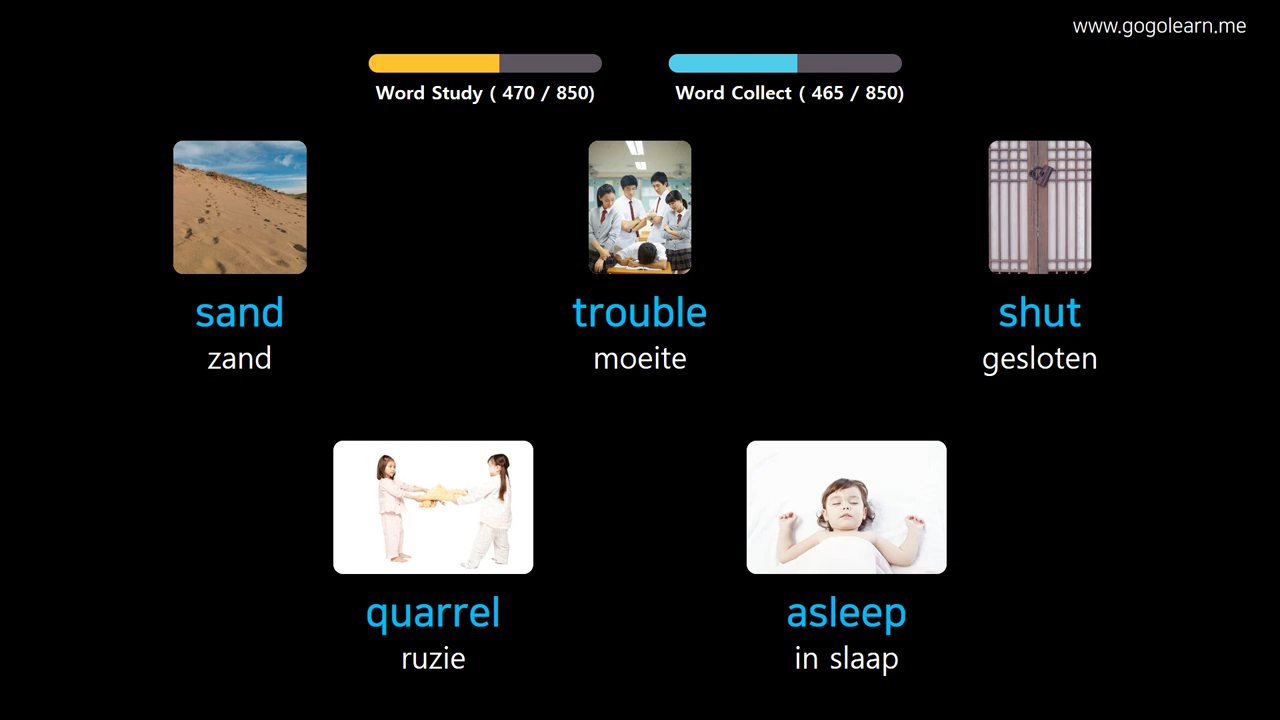 www.gogolearn.me
Word Study ( 470 / 850)
Word Collect ( 465 / 850)
sand
zand
trouble
moeite
shut
gesloten
quarrel
ruzie
asleep
in slaap